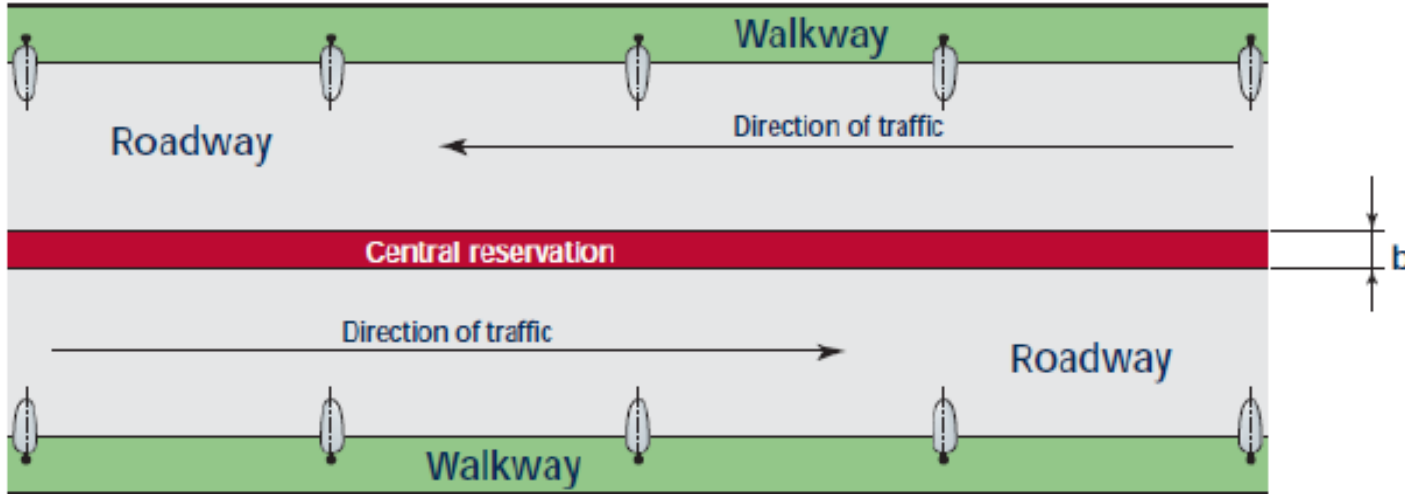 Walkway
Direction of traffic
Roadway
Central reservation
b
Direction of traffic
Roadway
Walkway